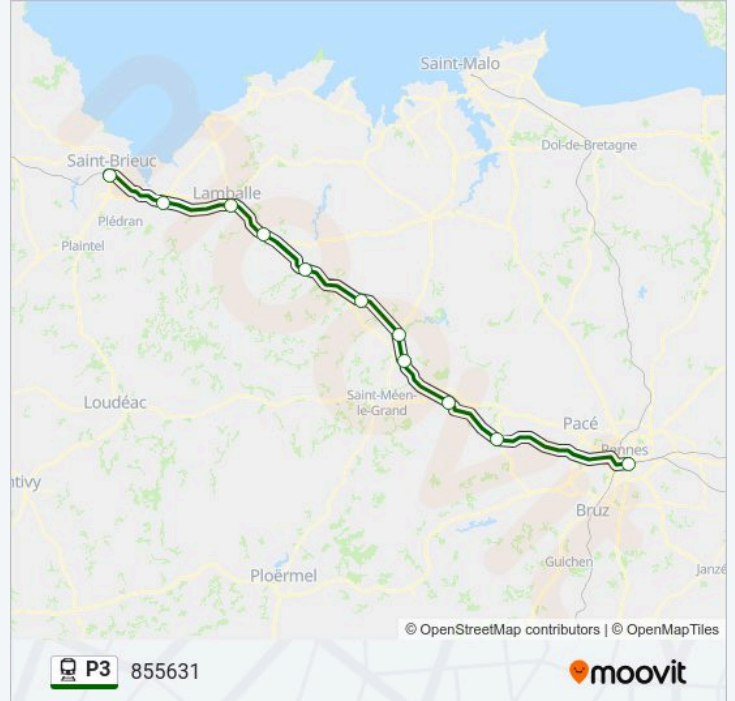 Saint-Malo
Dol-de-Bretagne
Saint-Brieuc
Lamballe
Plédran
Plaintel
Saint-Méen-
le-Grand
Loudéac
Pacé
Rennes
ntivy
Bruz
Guichen
Ploërmel
Janzé
© OpenStreetMap contributors | © OpenMapTiles
P3 855631
moovit